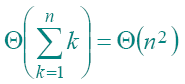 Θ(∑_{k=1}^{n} k) = Θ(n²)